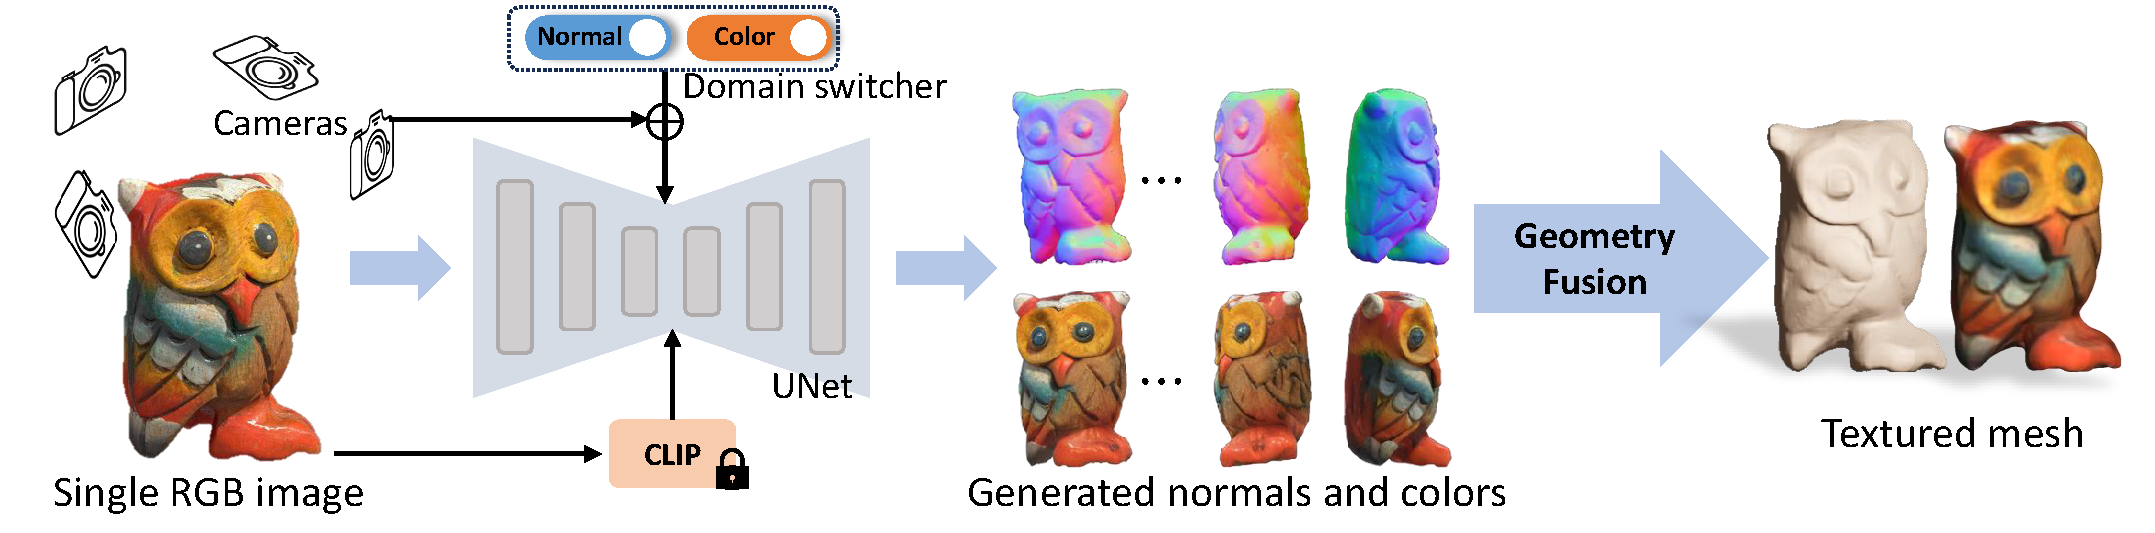 Normal
Color
Domain switcher
Cameras
UNet
CLIP
Single RGB image
...
...
Generated normals and colors
Geometry
Fusion
Textured mesh